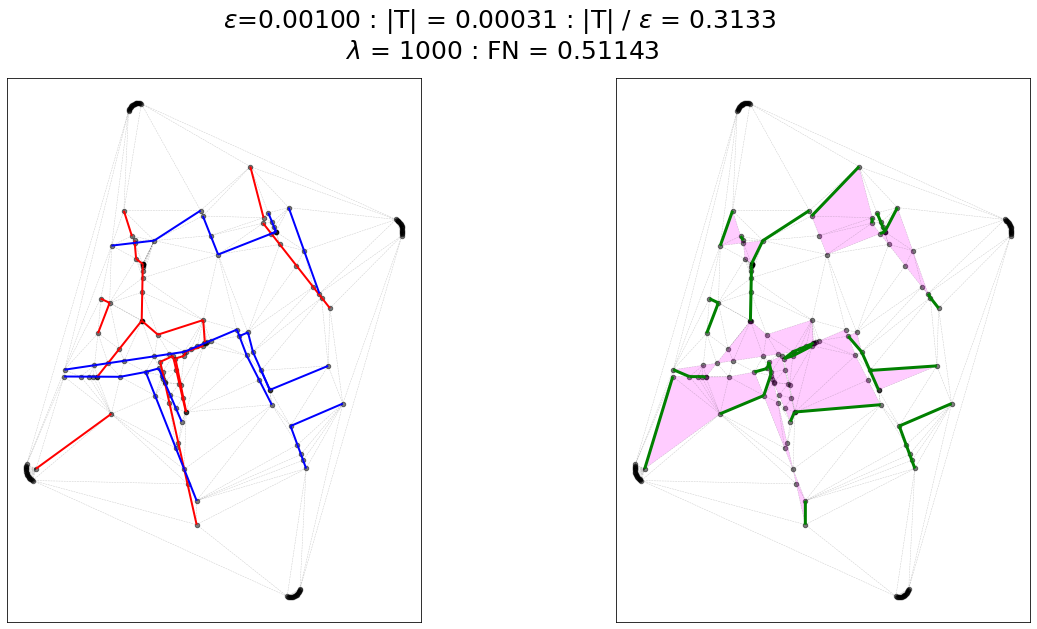 ε=0.00100 : |T| = 0.00031 : |T| / ε = 0.3133
λ = 1000 : FN = 0.51143